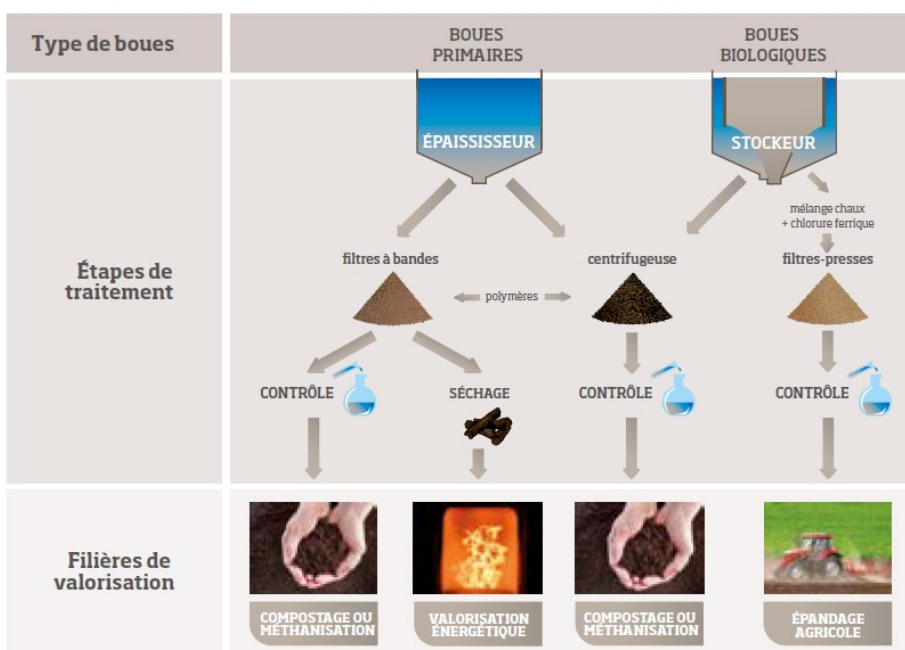 Type de boues
BOUES
PRIMAIRES
BOUES
BIOLOGIQUES
ÉPAISSISSEUR
STOCKEUR
mélange chaux
+ chlorure ferrique
Étapes de
traitement
filtres à bandes
centrifugeuse
filtres-presses
polymères
CONTRÔLE
SÉCHAGE
CONTRÔLE
CONTRÔLE
Filières de
valorisation
COMPOSTAGE OU
MÉTHANISATION
VALORISATION
ÉNERGÉTIQUE
COMPOSTAGE OU
MÉTHANISATION
ÉPANDAGE
AGRICOLE